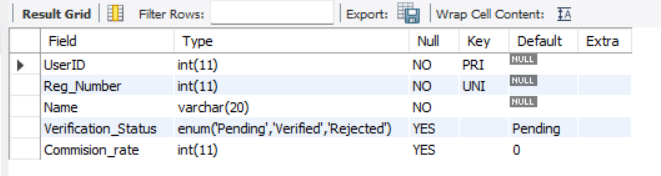 Result Grid Filter Rows: Export: Wrap Cell Content: IA
Field Type Null Key Default Extra
UserID int(11) NO PRI NULL
Reg_Number int(11) NO UNI NULL
Name varchar(20) NO NULL
Verification_Status enum('Pending','Verified','Rejected') YES Pending
Commision_rate int(11) YES 0